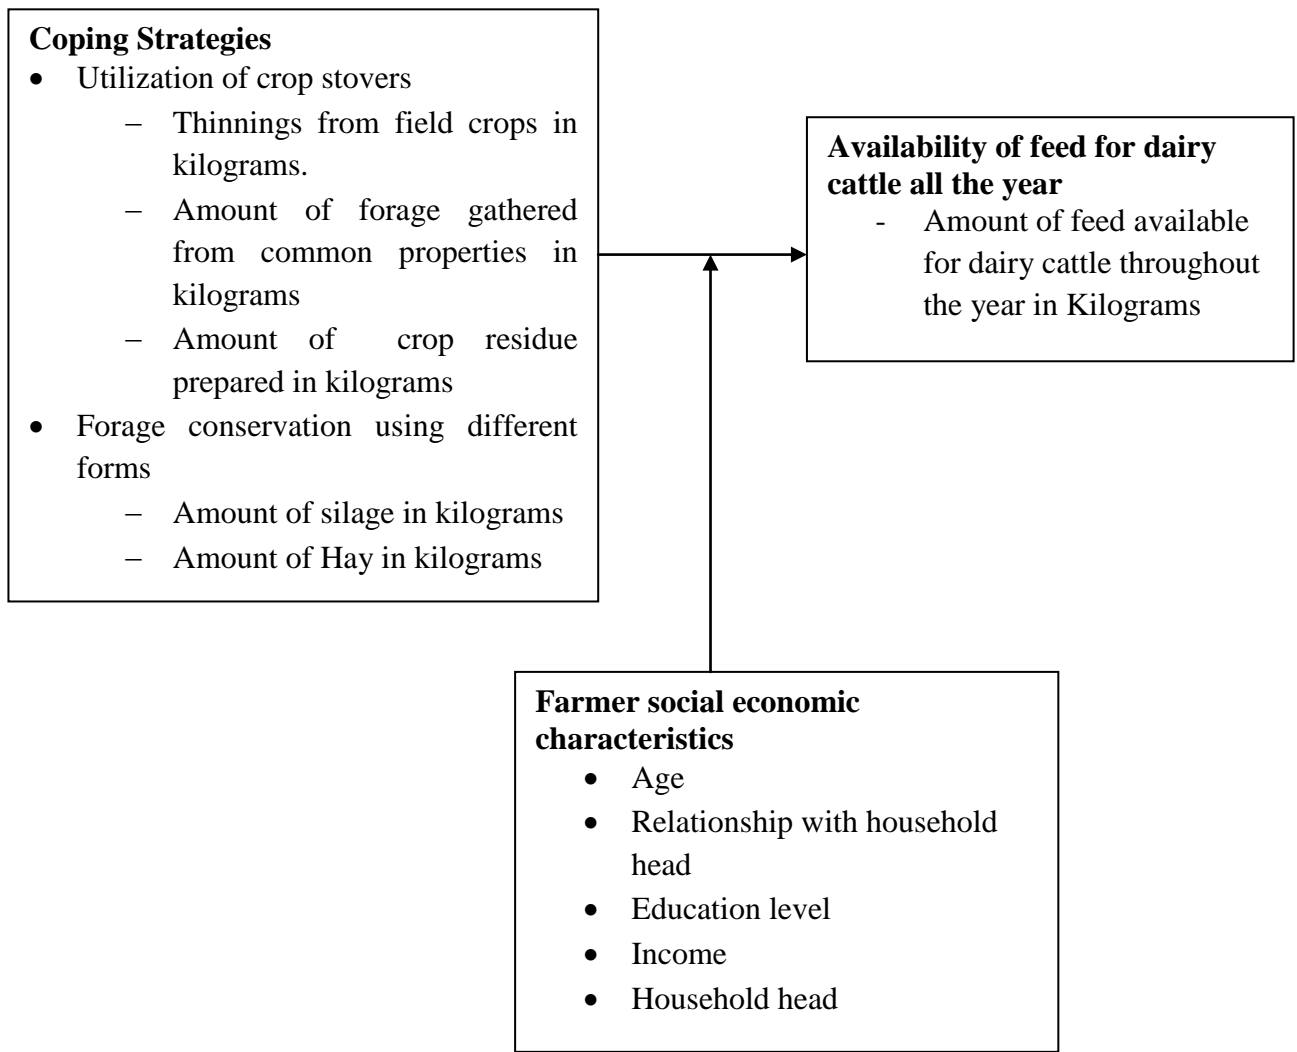 Coping Strategies
• Utilization of crop stovers
– Thinnings from field crops in
kilograms.
– Amount of forage gathered
from common properties in
kilograms
– Amount of crop residue
prepared in kilograms
• Forage conservation using different
forms
– Amount of silage in kilograms
– Amount of Hay in kilograms
Availability of feed for dairy
cattle all the year
- Amount of feed available
for dairy cattle throughout
the year in Kilograms
Farmer social economic
characteristics
• Age
• Relationship with household
head
• Education level
• Income
• Household head